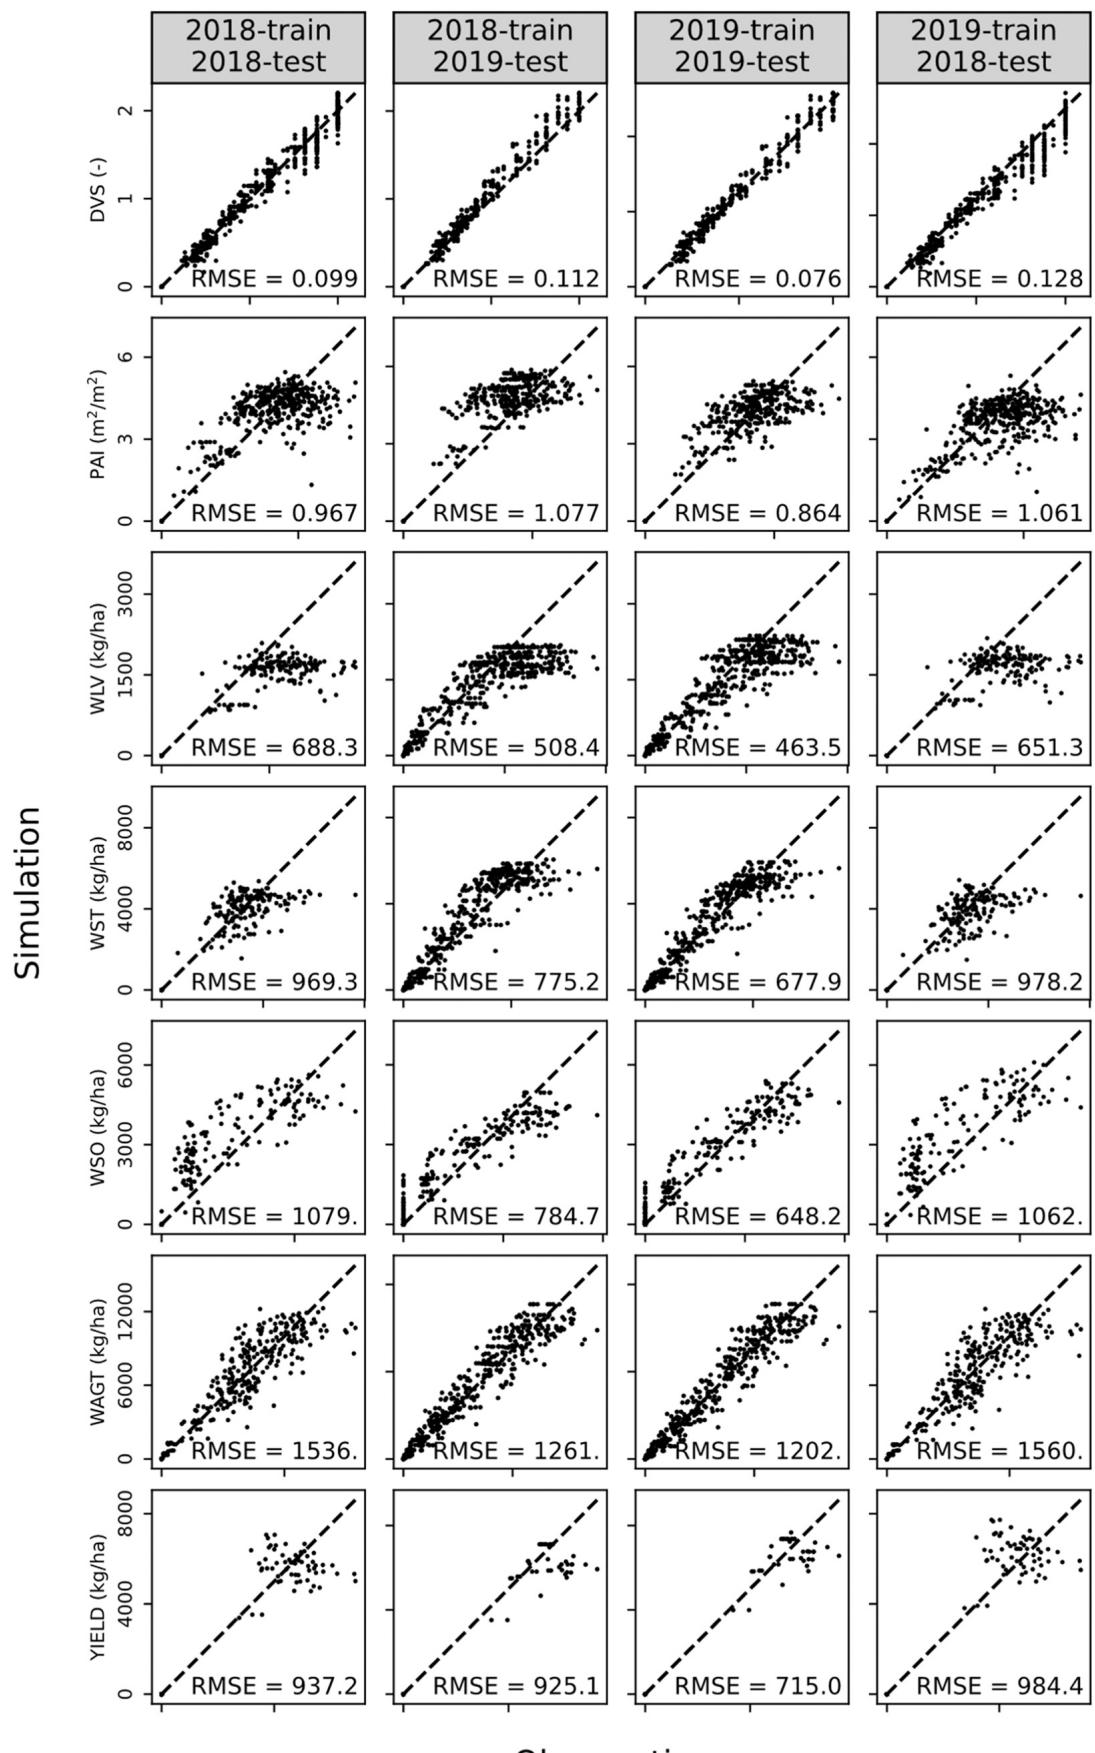 2018-train 2018-train 2019-train 2019-train
2018-test 2019-test 2019-test 2018-test
DVS (-)
2
1
0
RMSE = 0.099 RMSE = 0.112 RMSE = 0.076 RMSE = 0.128
PAI (m²/m²)
6
3
0
RMSE = 0.967 RMSE = 1.077 RMSE = 0.864 RMSE = 1.061
WLV (kg/ha)
3000
1500
0
RMSE = 688.3 RMSE = 508.4 RMSE = 463.5 RMSE = 651.3
Simulation
WST (kg/ha)
8000
4000
0
RMSE = 969.3 RMSE = 775.2 RMSE = 677.9 RMSE = 978.2
WSO (kg/ha)
6000
3000
0
RMSE = 1079. RMSE = 784.7 RMSE = 648.2 RMSE = 1062.
WAGT (kg/ha)
12000
6000
0
RMSE = 1536. RMSE = 1261. RMSE = 1202. RMSE = 1560.
YIELD (kg/ha)
8000
4000
0
RMSE = 937.2 RMSE = 925.1 RMSE = 715.0 RMSE = 984.4